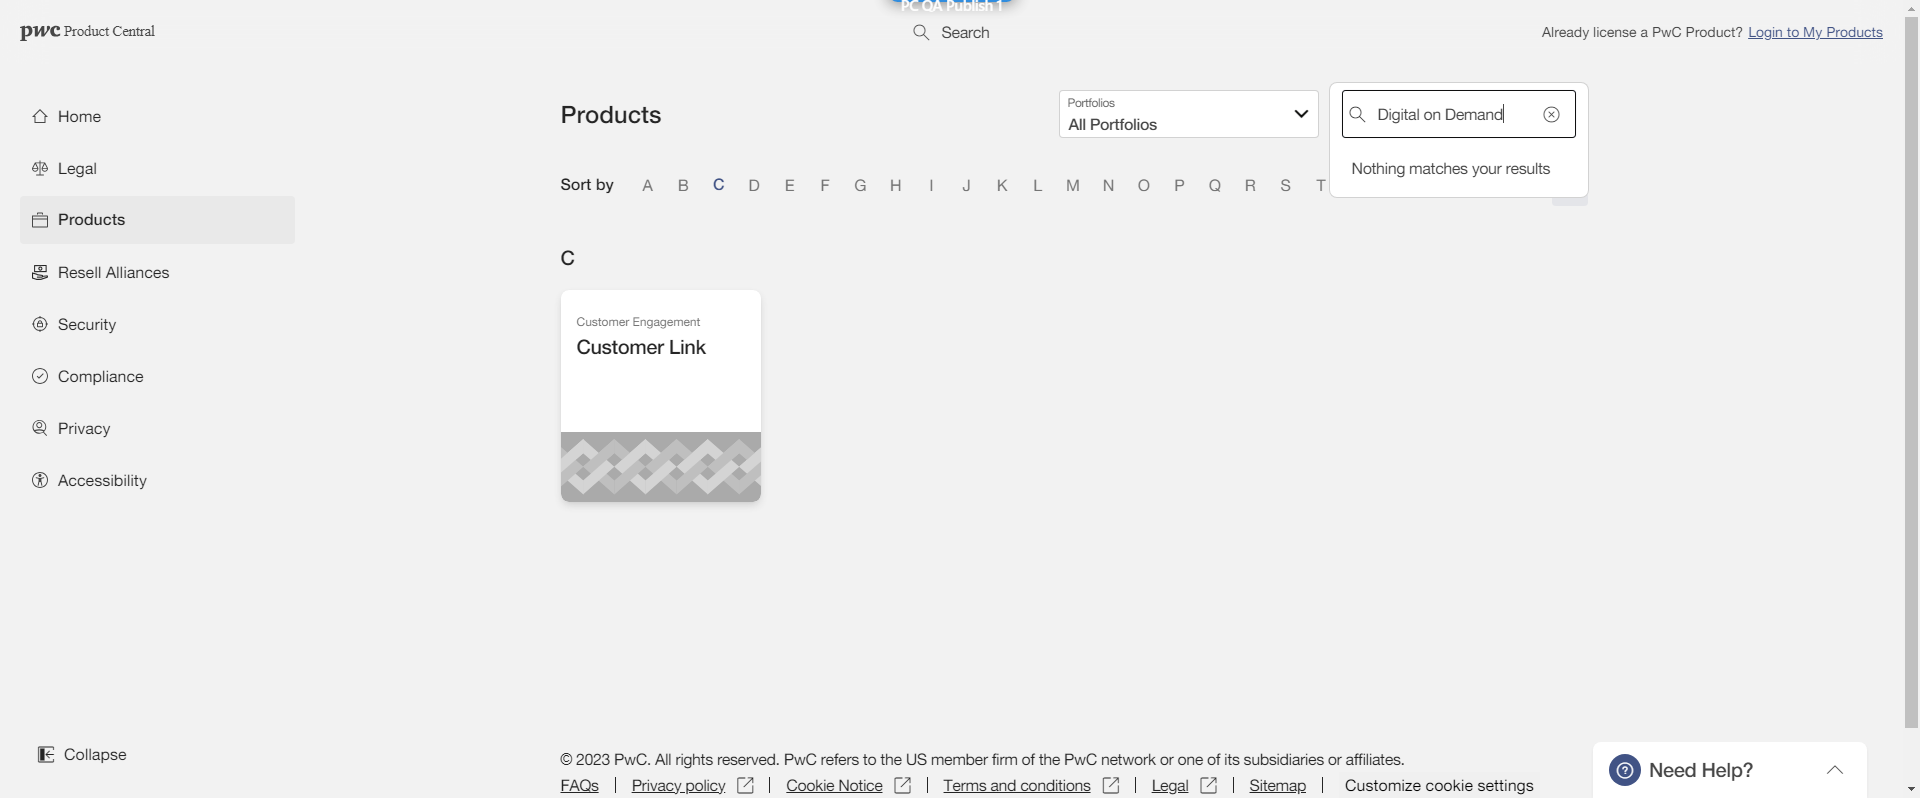 PC QA Publish 1
pwc Product Central
Search
Already license a PwC Product? Login to My Products
Home
Legal
Products
Resell Alliances
Security
Compliance
Privacy
Accessibility
Collapse
Products
Portfolios
All Portfolios
Digital on Demand
Nothing matches your results
Sort by A B C D E F G H I J K L M N O P Q R S T
C
Customer Engagement
Customer Link
© 2023 PwC. All rights reserved. PwC refers to the US member firm of the PwC network or one of its subsidiaries or affiliates.
FAQs | Privacy policy | Cookie Notice | Terms and conditions | Legal | Sitemap | Customize cookie settings
Need Help?